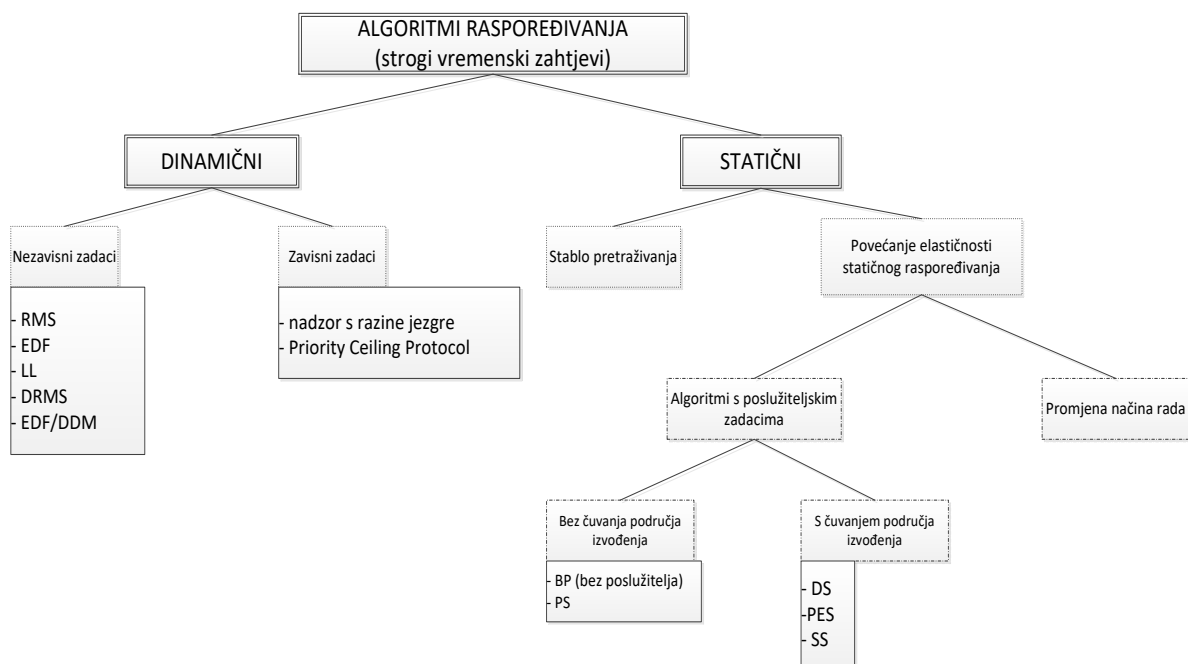 ALGORITMI RASPOREĐIVANJA
(strogi vremenski zahtjevi)
DINAMIČNI
STATIČNI
Nezavisni zadaci
- RMS
- EDF
- LL
- DRMS
- EDF/DDM
Zavisni zadaci
- nadzor s razine jezgre
- Priority Ceiling Protocol
Stablo pretraživanja
Povećanje elastičnosti
statičnog raspoređivanja
Algoritmi s poslužiteljskim
zadacima
Promjena načina rada
Bez čuvanja područja
izvođenja
- BP (bez poslužitelja)
- PS
S čuvanjem područja
izvođenja
- DS
-PES
- SS